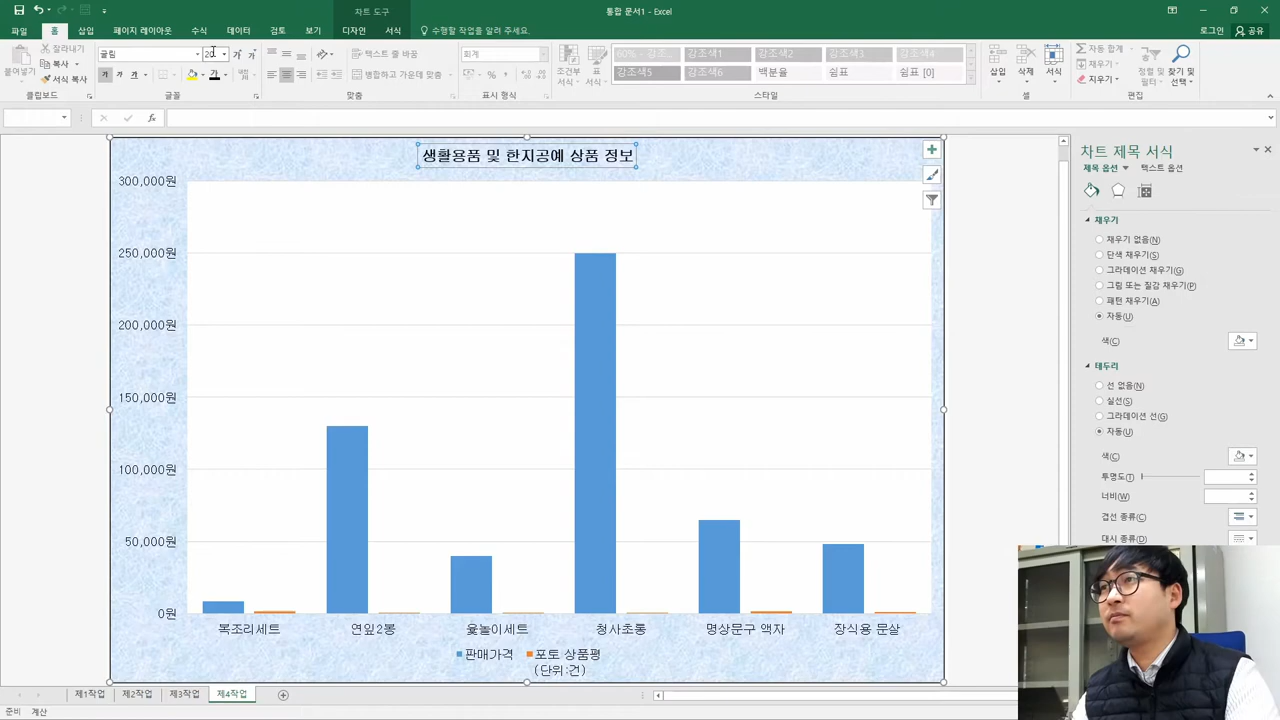 차트 도구
통합 문서1 - Excel
파일 홈 삽입 페이지 레이아웃 수식 데이터 검토 보기 디자인 서식 수행할 작업을 알려 주세요. 로그인 공유
잘라내기
복사
서식 복사
붙여넣기
클립보드
굴림 20
가 가 가
글꼴
텍스트 줄 바꿈
병합하고 가운데 맞춤
맞춤
회계
표시 형식
조건부 서식
표 서식
60% - 강조... 강조색1 강조색2 강조색3 강조색4
강조색5 강조색6 백분율 쉼표 쉼표 [0]
스타일
삽입 삭제 서식
셀
자동 합계
채우기
지우기
정렬 및 필터
찾기 및 선택
편집
생활용품 및 한지공예 상품 정보
300,000원
250,000원
200,000원
150,000원
100,000원
50,000원
0원
복조리세트 연잎2롱 윷놀이세트 청사초롱 명상문구 액자 장식용 문살
판매가격 포토 상품평
(단위:건)
차트 제목 서식
제목 옵션 텍스트 옵션
채우기
채우기 없음(N)
단색 채우기(S)
그라데이션 채우기(G)
그림 또는 질감 채우기(P)
패턴 채우기(A)
자동(U)
색(C)
테두리
선 없음(N)
실선(S)
그라데이션 선(G)
자동(U)
색(C)
투명도(T)
너비(W)
겹선 종류(C)
대시 종류(D)
제1작업 제2작업 제3작업 제4작업
준비 계산